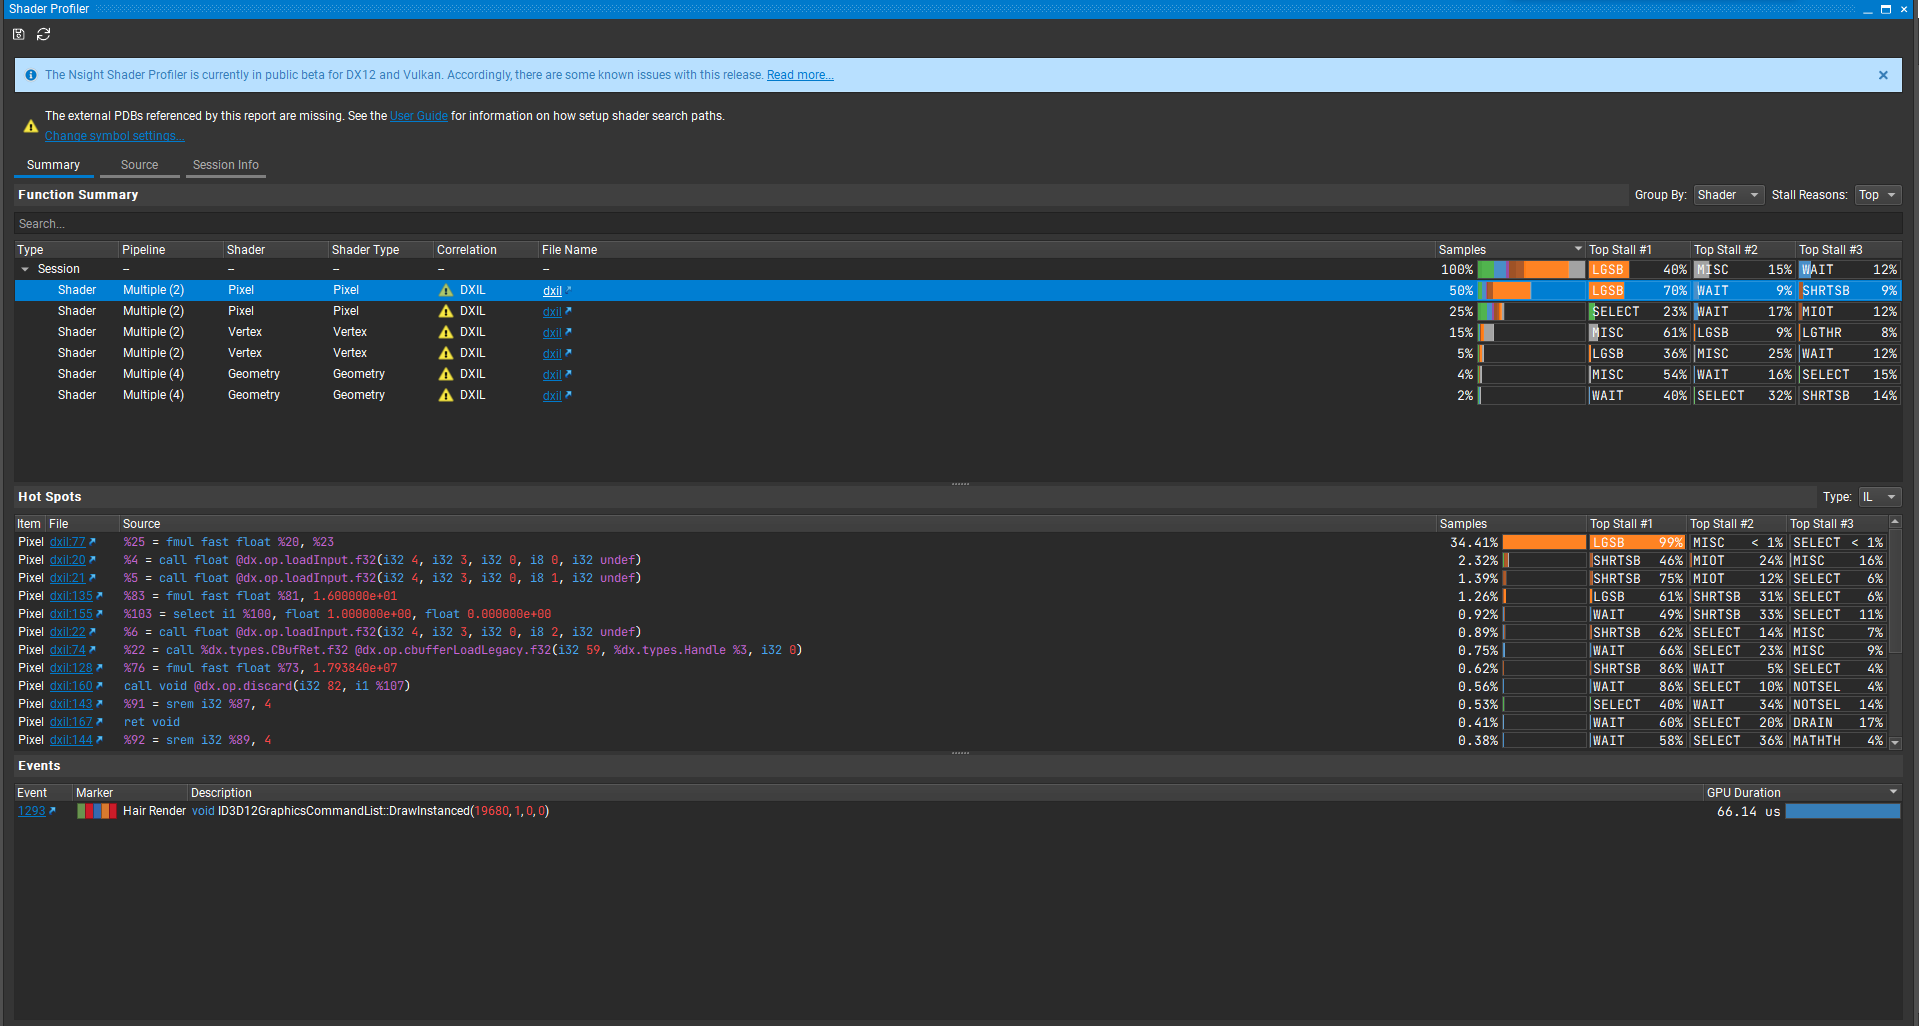 Shader Profiler
The Nsight Shader Profiler is currently in public beta for DX12 and Vulkan. Accordingly, there are some known issues with this release. Read more...
The external PDBs referenced by this report are missing. See the User Guide for information on how setup shader search paths.
Change symbol settings...
Summary Source Session Info
Function Summary Group By: Shader Stall Reasons: Top
Search...
Type Pipeline Shader Shader Type Correlation File Name Samples Top Stall #1 Top Stall #2 Top Stall #3
Session -- -- -- -- -- 100% LGSB 40% MISC 15% WAIT 12%
Shader Multiple (2) Pixel Pixel DXIL dxil 50% LGSB 70% WAIT 9% SHRTSB 9%
Shader Multiple (2) Pixel Pixel DXIL dxil 25% SELECT 23% WAIT 17% MIOT 12%
Shader Multiple (2) Vertex Vertex DXIL dxil 15% MISC 61% LGSB 9% LGTHR 8%
Shader Multiple (2) Vertex Vertex DXIL dxil 5% LGSB 36% MISC 25% WAIT 12%
Shader Multiple (4) Geometry Geometry DXIL dxil 4% MISC 54% WAIT 16% SELECT 15%
Shader Multiple (4) Geometry Geometry DXIL dxil 2% WAIT 40% SELECT 32% SHRTSB 14%
Hot Spots Type: IL
Item File Source Samples Top Stall #1 Top Stall #2 Top Stall #3
Pixel dxil:77 %25 = fmul fast float %20, %23 34.41% LGSB 99% MISC < 1% SELECT < 1%
Pixel dxil:20 %4 = call float @dx.op.loadInput.f32(i32 4, i32 3, i32 0, i8 0, i32 undef) 2.32% SHRTSB 46% MIOT 24% MISC 16%
Pixel dxil:21 %5 = call float @dx.op.loadInput.f32(i32 4, i32 3, i32 0, i8 1, i32 undef) 1.39% SHRTSB 75% MIOT 12% SELECT 6%
Pixel dxil:135 %83 = fmul fast float %81, 1.600000e+01 1.26% LGSB 61% SHRTSB 31% SELECT 6%
Pixel dxil:155 %103 = select i1 %100, float 1.000000e+00, float 0.000000e+00 0.92% WAIT 49% SHRTSB 33% SELECT 11%
Pixel dxil:22 %6 = call float @dx.op.loadInput.f32(i32 4, i32 3, i32 0, i8 2, i32 undef) 0.89% SHRTSB 62% SELECT 14% MISC 7%
Pixel dxil:74 %22 = call %dx.types.CBufRet.f32 @dx.op.cbufferLoadLegacy.f32(i32 59, %dx.types.Handle %3, i32 0) 0.75% WAIT 66% SELECT 23% MISC 9%
Pixel dxil:128 %76 = fmul fast float %73, 1.793840e+07 0.62% SHRTSB 86% WAIT 5% SELECT 4%
Pixel dxil:160 call void @dx.op.discard(i32 82, i1 %107) 0.56% WAIT 86% SELECT 10% NOTSEL 4%
Pixel dxil:143 %91 = srem i32 %87, 4 0.53% SELECT 40% WAIT 34% NOTSEL 14%
Pixel dxil:167 ret void 0.41% WAIT 60% SELECT 20% DRAIN 17%
Pixel dxil:144 %92 = srem i32 %89, 4 0.38% WAIT 58% SELECT 36% MATHTH 4%
Events
Event Marker Description GPU Duration
1293 Hair Render void ID3D12GraphicsCommandList::DrawInstanced(19680, 1, 0, 0) 66.14 us